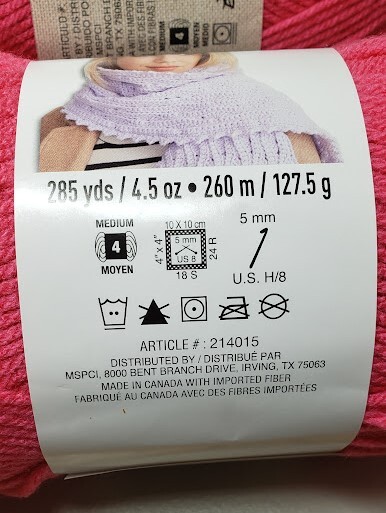 285 yds / 4.5 oz • 260 m / 127.5 g
MEDIUM
4
MOYEN
10 X 10 cm
4" x 4"
5 mm
US 8
24 R
18 S
5 mm
U.S. H/8
ARTICLE # : 214015
DISTRIBUTED BY / DISTRIBUÉ PAR
MSPCI, 8000 BENT BRANCH DRIVE, IRVING, TX 75063
MADE IN CANADA WITH IMPORTED FIBER
FABRIQUÉ AU CANADA AVEC DES FIBRES IMPORTÉES